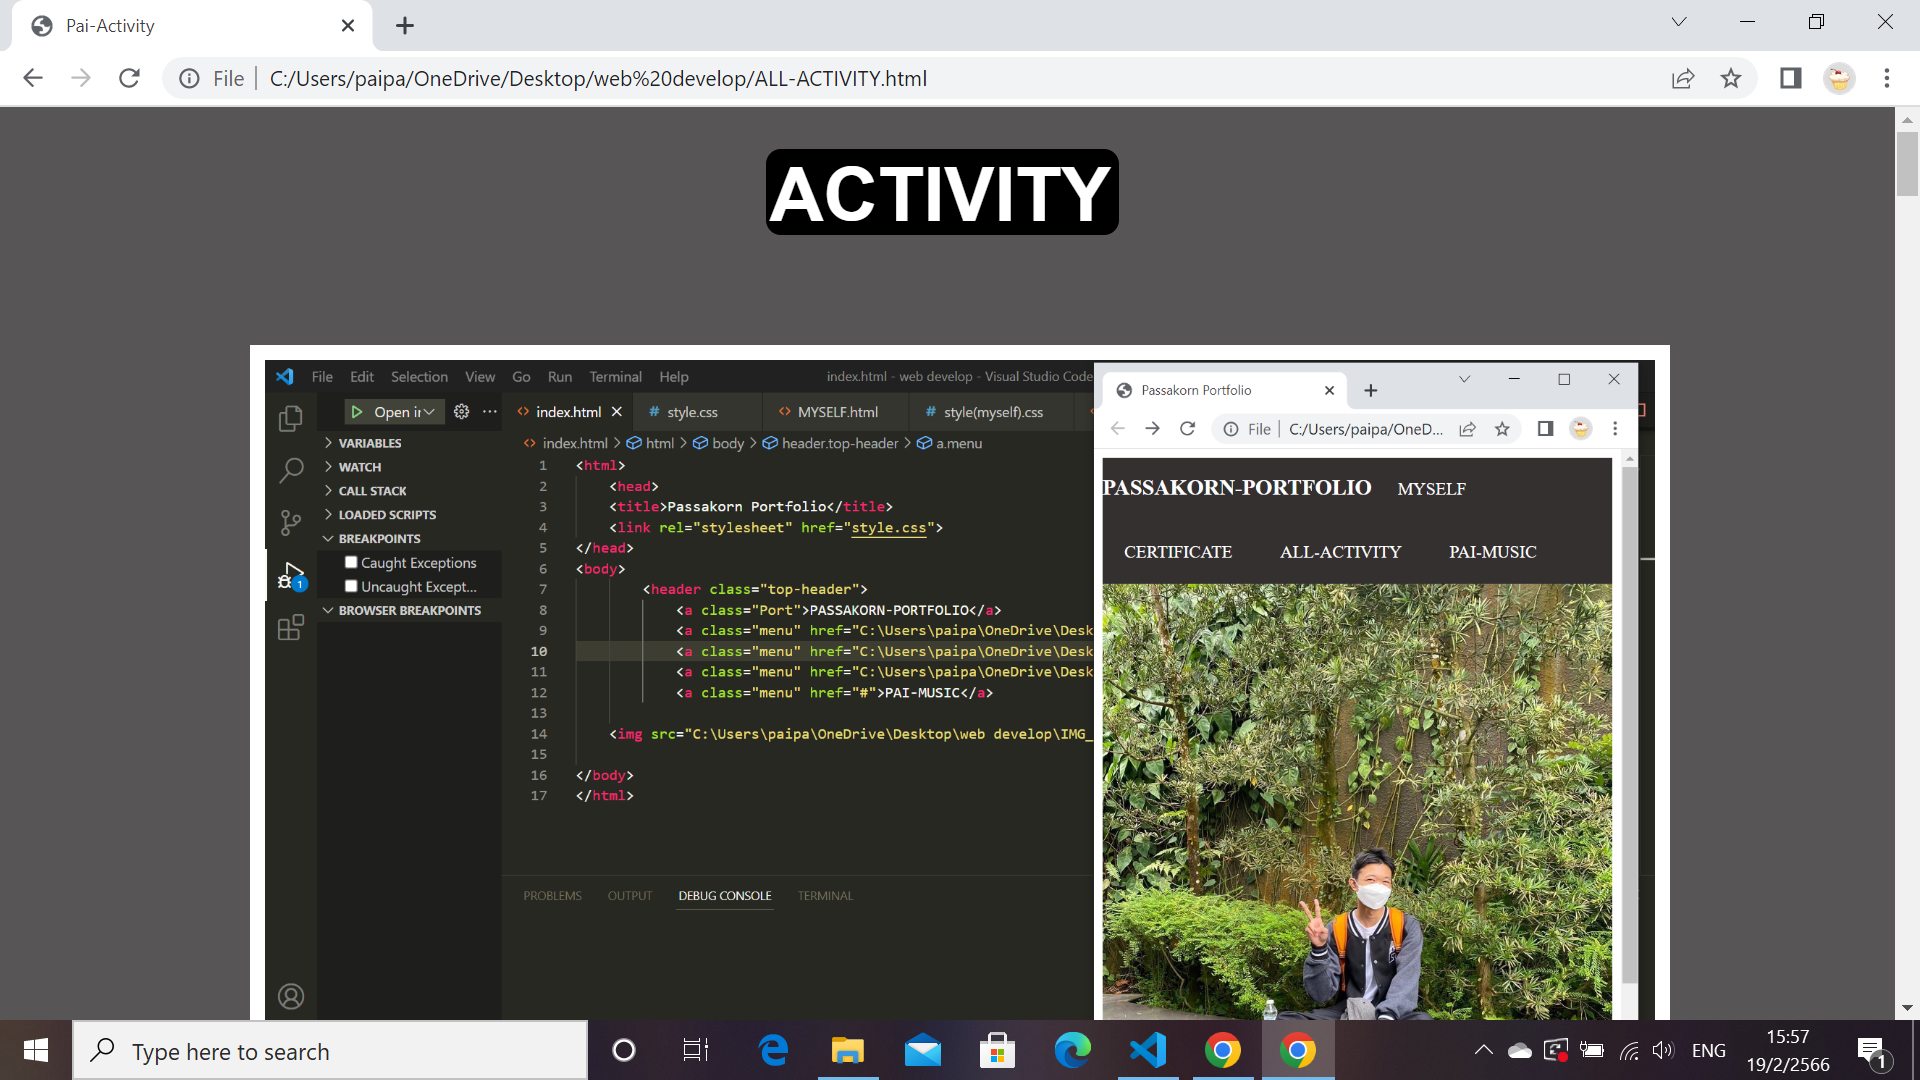 Pai-Activity
File
C:/Users/paipa/OneDrive/Desktop/web%20develop/ALL-ACTIVITY.html
ACTIVITY
File Edit Selection View Go Run Terminal Help
index.html - web develop - Visual Studio Code
Open ir
index.html
# style.css
MYSELF.html
# style(myself).css
index.html > html > body > header.top-header > a.menu
VARIABLES
WATCH
CALL STACK
LOADED SCRIPTS
BREAKPOINTS
Caught Exceptions
Uncaught Except...
BROWSER BREAKPOINTS
1
1 <html>
2 <head>
3 <title>Passakorn Portfolio</title>
4 <link rel="stylesheet" href="style.css">
5 </head>
6 <body>
7 <header class="top-header">
8 <a class="Port">PASSAKORN-PORTFOLIO</a>
9 <a class="menu" href="C:\Users\paipa\OneDrive\Desk
10 <a class="menu" href="C:\Users\paipa\OneDrive\Desk
11 <a class="menu" href="C:\Users\paipa\OneDrive\Desk
12 <a class="menu" href="#">PAI-MUSIC</a>
13
14 <img src="C:\Users\paipa\OneDrive\Desktop\web develop\IMG_
15
16 </body>
17 </html>
PROBLEMS OUTPUT DEBUG CONSOLE TERMINAL
Passakorn Portfolio
File
C:/Users/paipa/OneD...
PASSAKORN-PORTFOLIO MYSELF
CERTIFICATE ALL-ACTIVITY PAI-MUSIC
Type here to search
ENG
15:57
19/2/2566
1